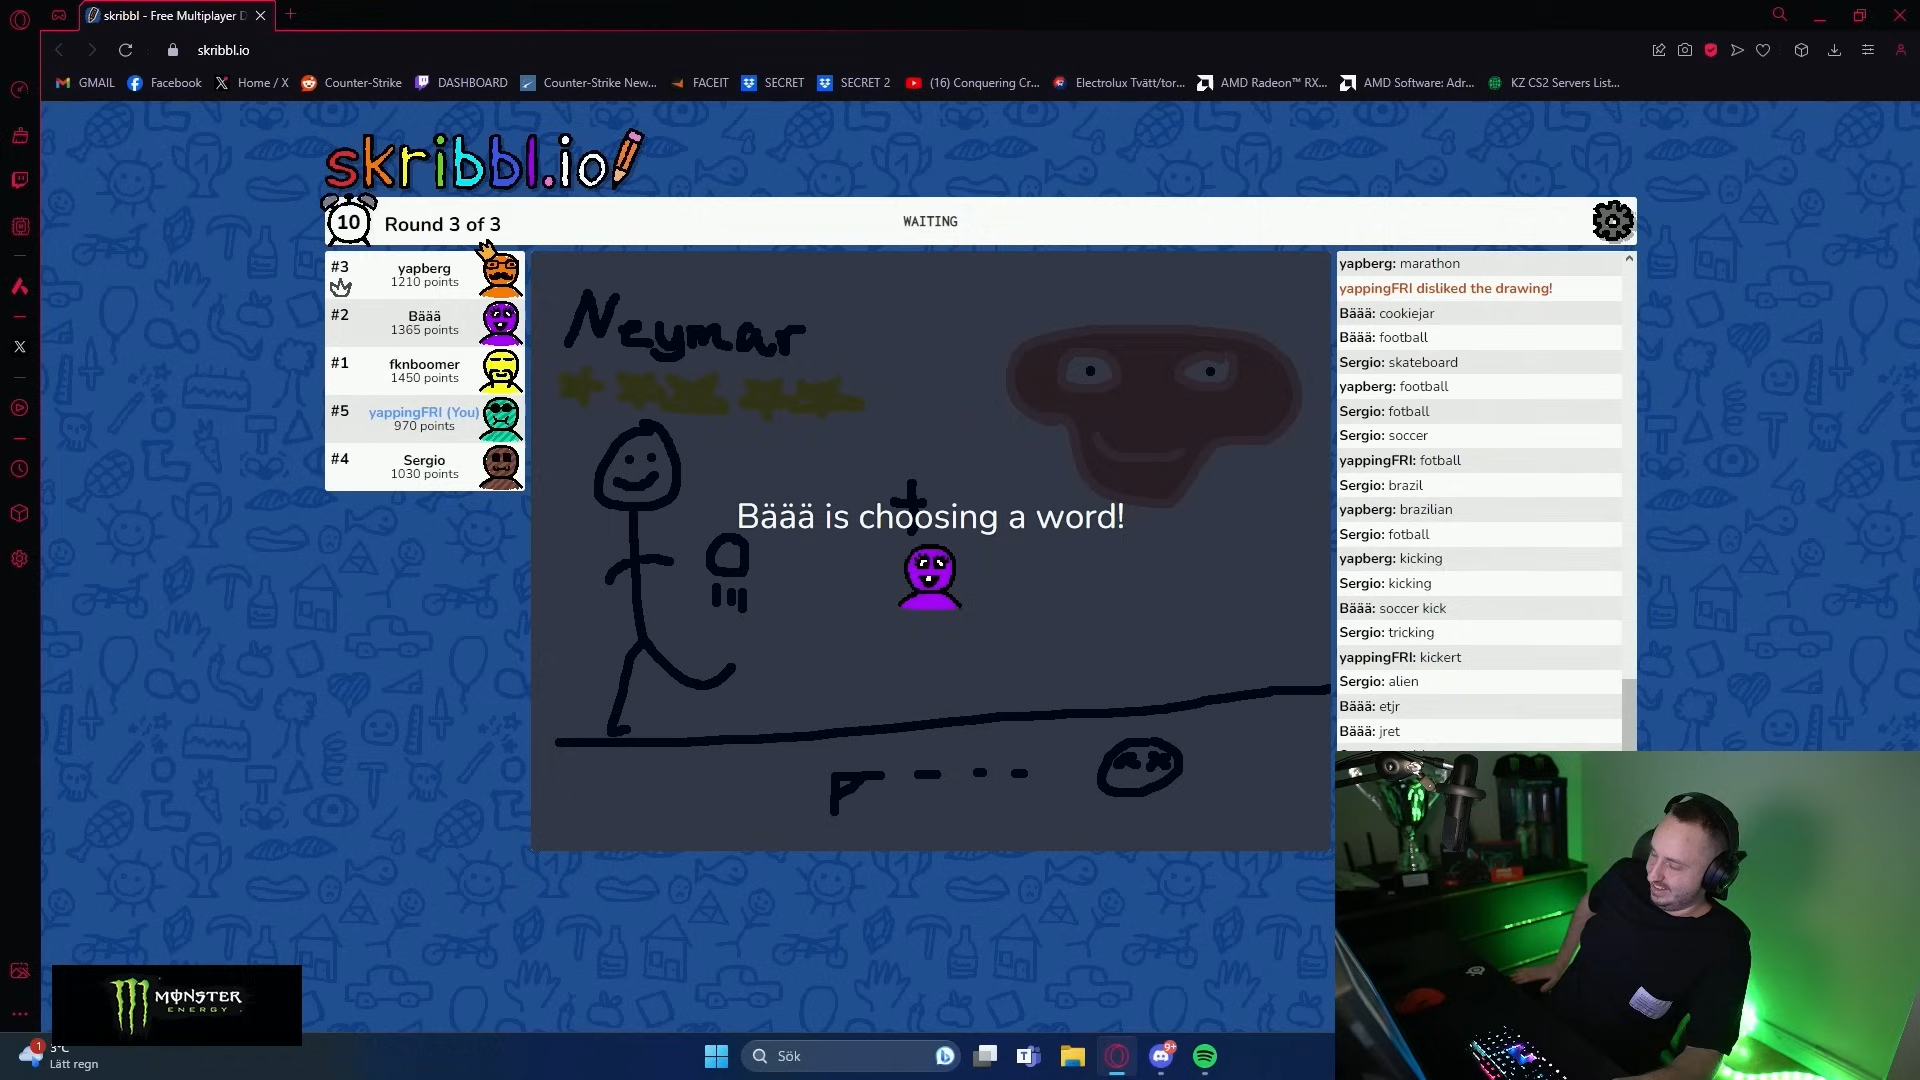 skribbl - Free Multiplayer D
skribbl.io
GMAIL
Facebook
Home / X
Counter-Strike
DASHBOARD
Counter-Strike New...
FACEIT
SECRET
SECRET 2
(16) Conquering Cr...
Electrolux Tvätt/tor...
AMD Radeon™ RX...
AMD Software: Adr...
KZ CS2 Servers List...
skribbl.io
10
Round 3 of 3
WAITING
#3
yapberg
1210 points
#2
Bäää
1365 points
#1
fknboomer
1450 points
#5
yappingFRI (You)
970 points
#4
Sergio
1030 points
Neymar
Bäää is choosing a word!
yapberg: marathon
yappingFRI disliked the drawing!
Bäää: cookiejar
Bäää: football
Sergio: skateboard
yapberg: football
Sergio: fotball
Sergio: soccer
yappingFRI: fotball
Sergio: brazil
yapberg: brazilian
Sergio: fotball
yapberg: kicking
Sergio: kicking
Bäää: soccer kick
Sergio: tricking
yappingFRI: kickert
Sergio: alien
Bäää: etjr
Bäää: jret
MONSTER
ENERGY
1
3°C
Lätt regn
Sök
9+